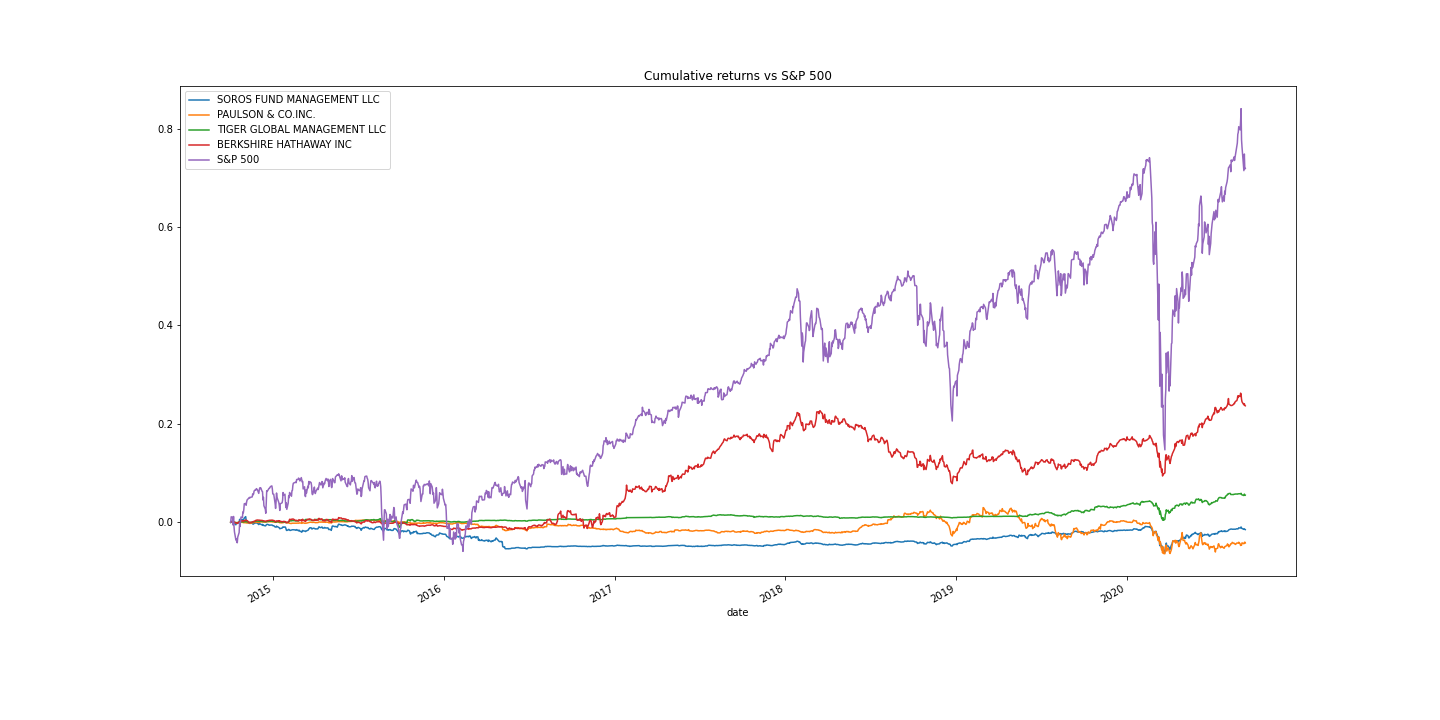 Cumulative returns vs S&P 500
SOROS FUND MANAGEMENT LLC
PAULSON & CO.INC.
TIGER GLOBAL MANAGEMENT LLC
BERKSHIRE HATHAWAY INC
S&P 500
0.8
0.6
0.4
0.2
0.0
2015
2016
2017
2018
2019
2020
date